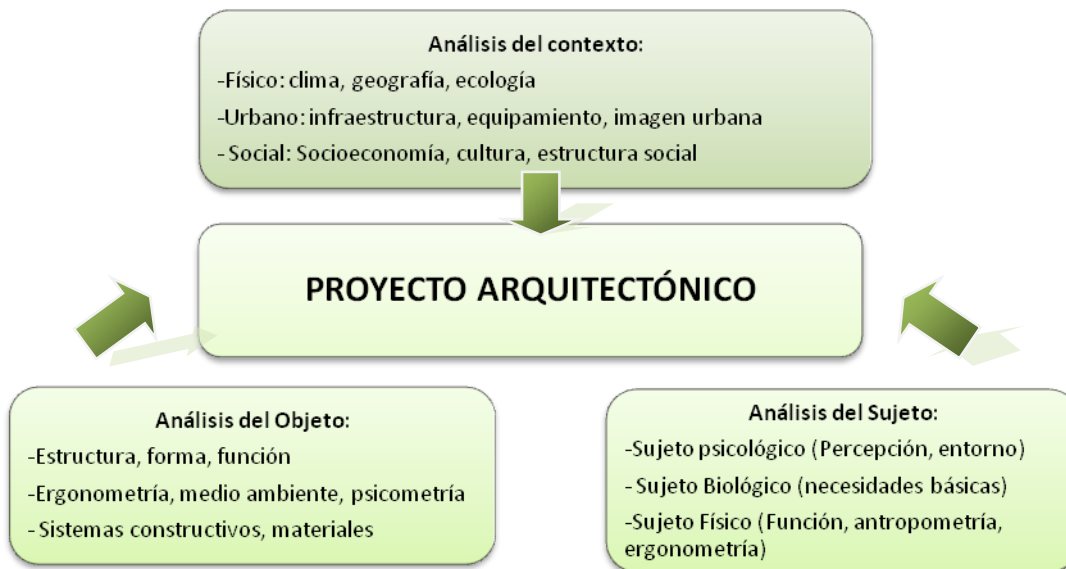 Análisis del contexto:
-Físico: clima, geografía, ecología
-Urbano: infraestructura, equipamiento, imagen urbana
- Social: Socioeconomía, cultura, estructura social
PROYECTO ARQUITECTÓNICO
Análisis del Objeto:
-Estructura, forma, función
-Ergonometría, medio ambiente, psicometría
- Sistemas constructivos, materiales
Análisis del Sujeto:
-Sujeto psicológico (Percepción, entorno)
- Sujeto Biológico (necesidades básicas)
-Sujeto Físico (Función, antropometría,
ergonometría)